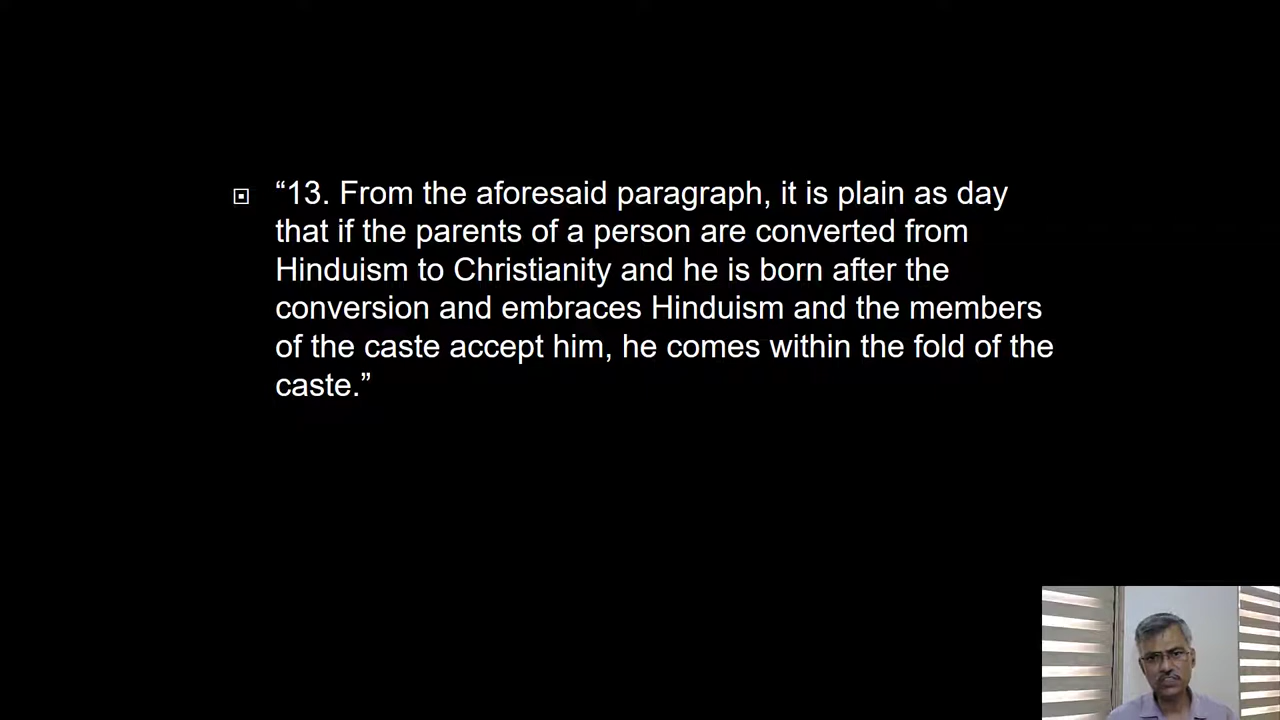 “13. From the aforesaid paragraph, it is plain as day
that if the parents of a person are converted from
Hinduism to Christianity and he is born after the
conversion and embraces Hinduism and the members
of the caste accept him, he comes within the fold of the
caste.”